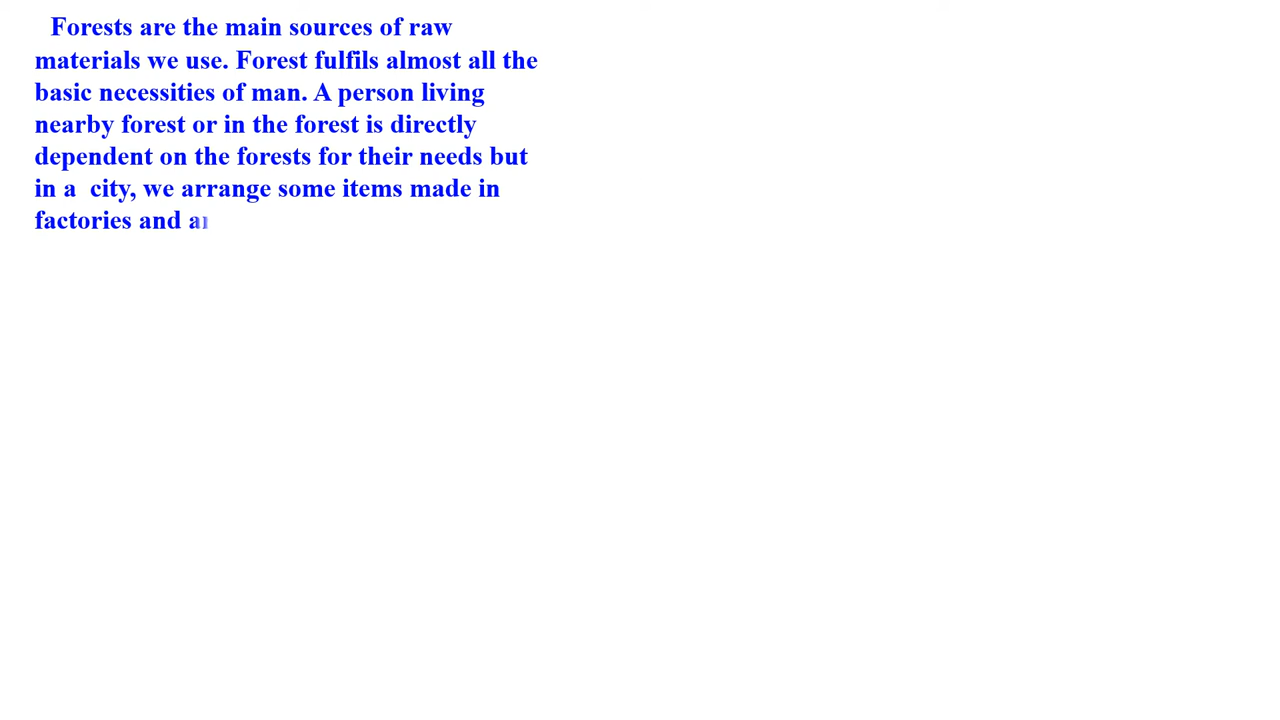 Forests are the main sources of raw
materials we use. Forest fulfils almost all the
basic necessities of man. A person living
nearby forest or in the forest is directly
dependent on the forests for their needs but
in a city, we arrange some items made in
factories and